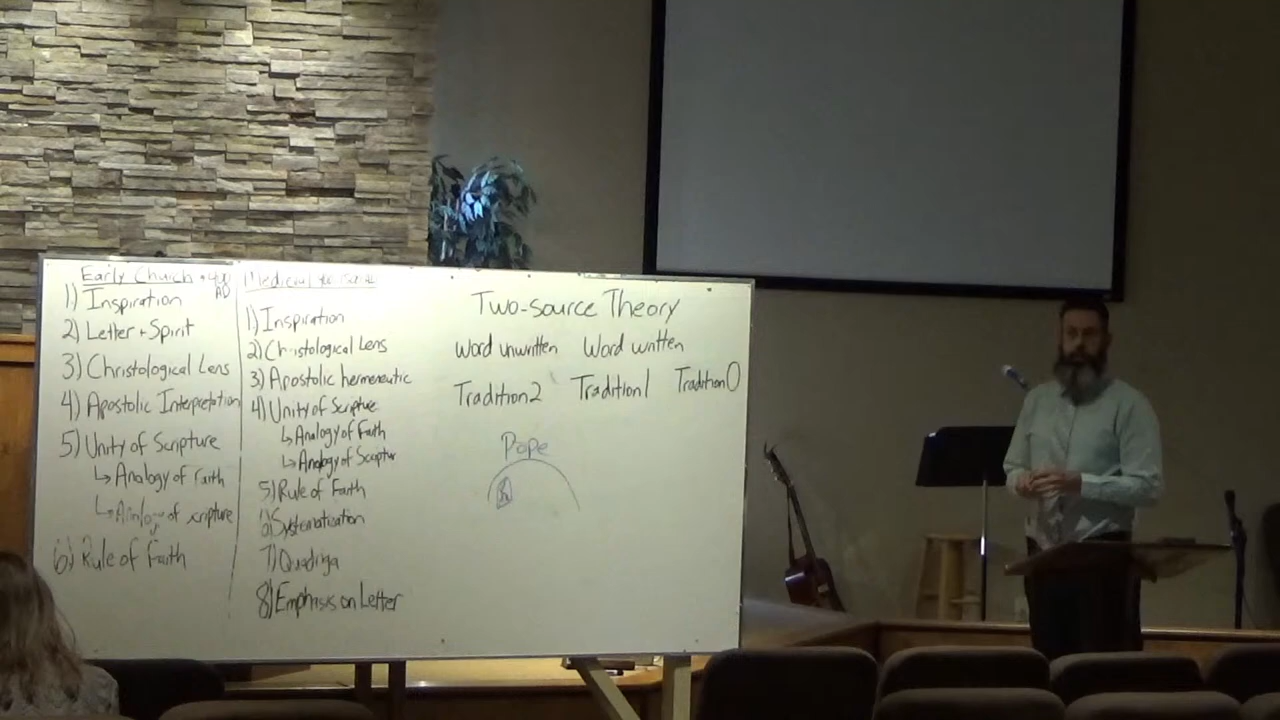 Early Church
AD
1) Inspiration
2) Letter + Spirit
3) Christological Lens
4) Apostolic Interpretation
5) Unity of Scripture
↳ Analogy of Faith
↳ Analogy of scripture
6) Rule of Faith
1) Inspiration
2) Christological Lens
3) Apostolic hermeneutic
4) Unity of Scripture
↳ Analogy of Faith
↳ Analogy of Scriptur
5) Rule of Faith
6) Systematization
7) Quadriga
8) Emphasis on Letter
Two-source Theory
Word unwritten Word written
Tradition 2 Tradition 1 Tradition 0
Pope